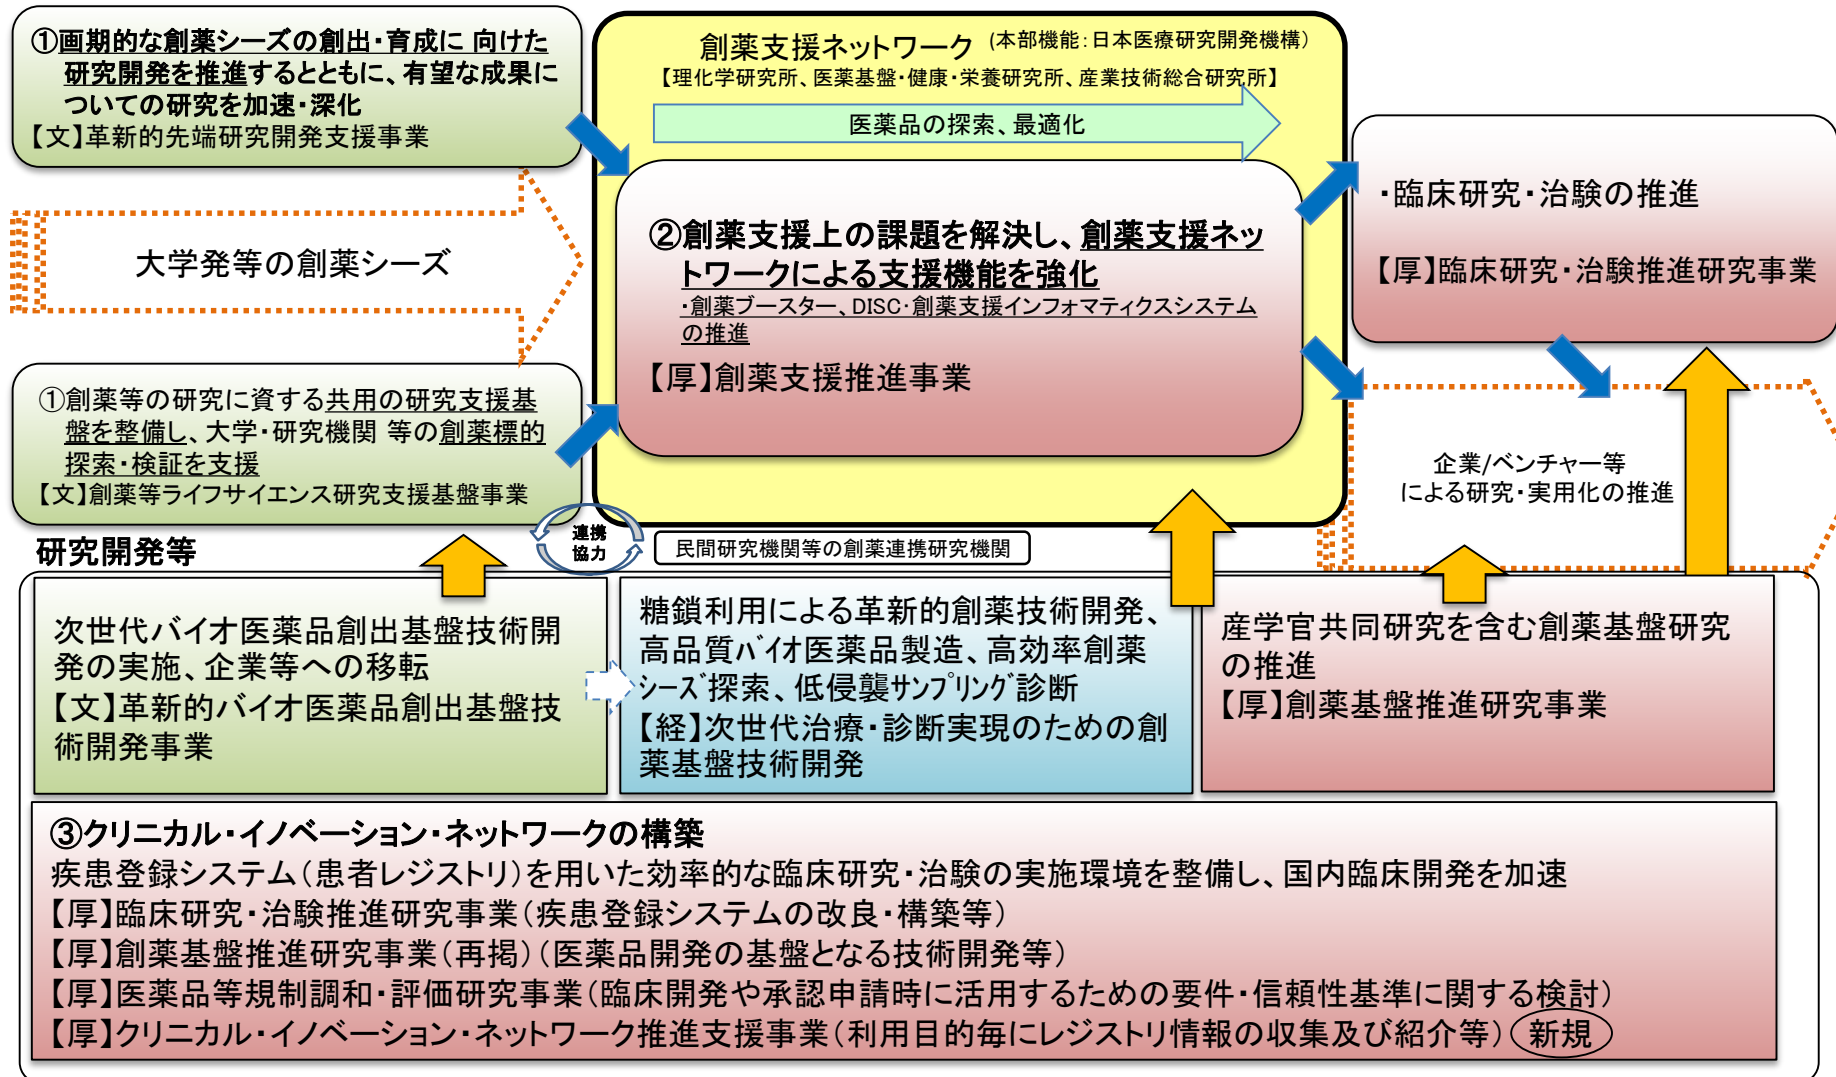 ①画期的な創薬シーズの創出・育成に 向けた
研究開発を推進するとともに、有望な成果に
ついての研究を加速・深化
【文】革新的先端研究開発支援事業
大学発等の創薬シーズ
①創薬等の研究に資する共用の研究支援基
盤を整備し、大学・研究機関 等の創薬標的
探索・検証を支援
【文】創薬等ライフサイエンス研究支援基盤事業
創薬支援ネットワーク (本部機能:日本医療研究開発機構)
【理化学研究所、医薬基盤・健康・栄養研究所、産業技術総合研究所】
医薬品の探索、最適化
②創薬支援上の課題を解決し、創薬支援ネッ
トワークによる支援機能を強化
・創薬ブースター、DISC・創薬支援インフォマティクスシステム
の推進
【厚】創薬支援推進事業
・臨床研究・治験の推進
【厚】臨床研究・治験推進研究事業
企業/ベンチャー等
による研究・実用化の推進
連携
協力
民間研究機関等の創薬連携研究機関
研究開発等
次世代バイオ医薬品創出基盤技術開
発の実施、企業等への移転
【文】革新的バイオ医薬品創出基盤技
術開発事業
糖鎖利用による革新的創薬技術開発、
高品質ﾊﾞｲｵ医薬品製造、高効率創薬
ｼｰｽﾞ探索、低侵襲ｻﾝﾌﾟﾘﾝｸﾞ診断
【経】次世代治療・診断実現のための創
薬基盤技術開発
産学官共同研究を含む創薬基盤研究
の推進
【厚】創薬基盤推進研究事業
③クリニカル・イノベーション・ネットワークの構築
疾患登録システム(患者レジストリ)を用いた効率的な臨床研究・治験の実施環境を整備し、国内臨床開発を加速
【厚】臨床研究・治験推進研究事業(疾患登録システムの改良・構築等)
【厚】創薬基盤推進研究事業(再掲)(医薬品開発の基盤となる技術開発等)
【厚】医薬品等規制調和・評価研究事業(臨床開発や承認申請時に活用するための要件・信頼性基準に関する検討)
【厚】クリニカル・イノベーション・ネットワーク推進支援事業(利用目的毎にレジストリ情報の収集及び紹介等) 新規